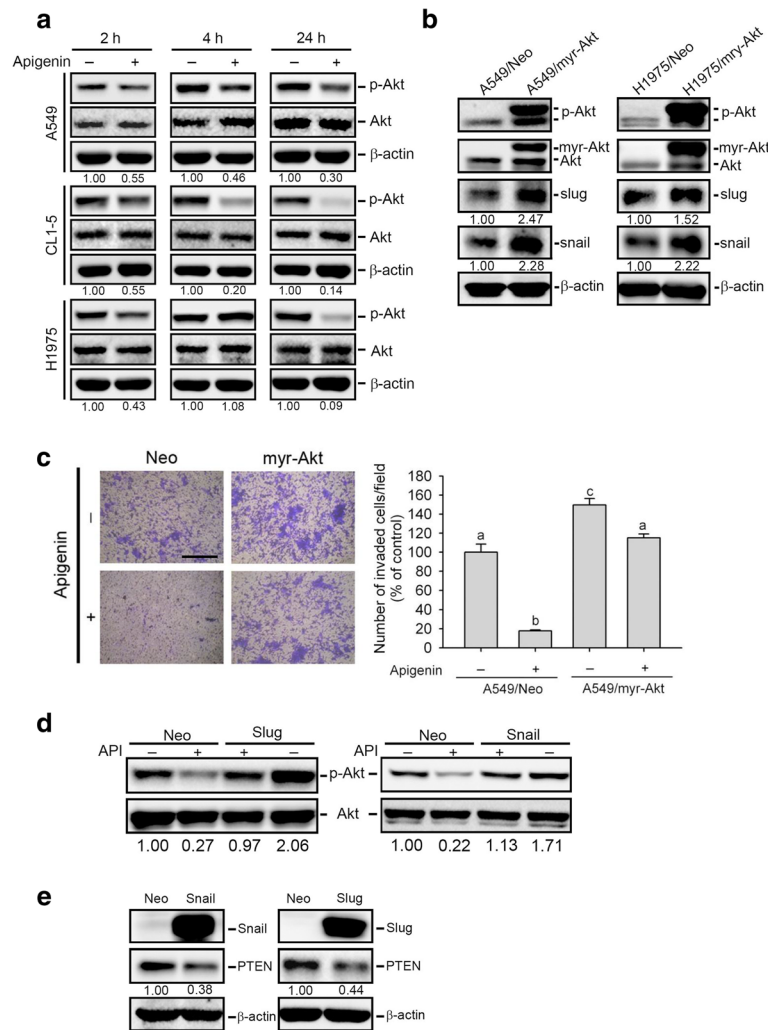 a
2 h 4 h 24 h
Apigenin – + – + – +
A549
p-Akt
Akt
β-actin
1.00 0.55 1.00 0.46 1.00 0.30
CL1-5
p-Akt
Akt
β-actin
1.00 0.55 1.00 0.20 1.00 0.14
H1975
p-Akt
Akt
β-actin
1.00 0.43 1.00 1.08 1.00 0.09
b
A549/Neo A549/myr-Akt H1975/Neo H1975/mry-Akt
p-Akt p-Akt
myr-Akt myr-Akt
Akt Akt
slug slug
1.00 2.47 1.00 1.52
snail snail
1.00 2.28 1.00 2.22
β-actin β-actin
c
Neo myr-Akt
Apigenin
–
+
Number of invaded cells/field
(% of control)
180
160
140
120
100
80
60
40
20
0
a b c a
Apigenin – + – +
A549/Neo A549/myr-Akt
d
Neo Slug Neo Snail
API – + + – API – + + –
p-Akt
Akt
1.00 0.27 0.97 2.06 1.00 0.22 1.13 1.71
e
Neo Snail Neo Slug
Snail Slug
PTEN PTEN
1.00 0.38 1.00 0.44
β-actin β-actin